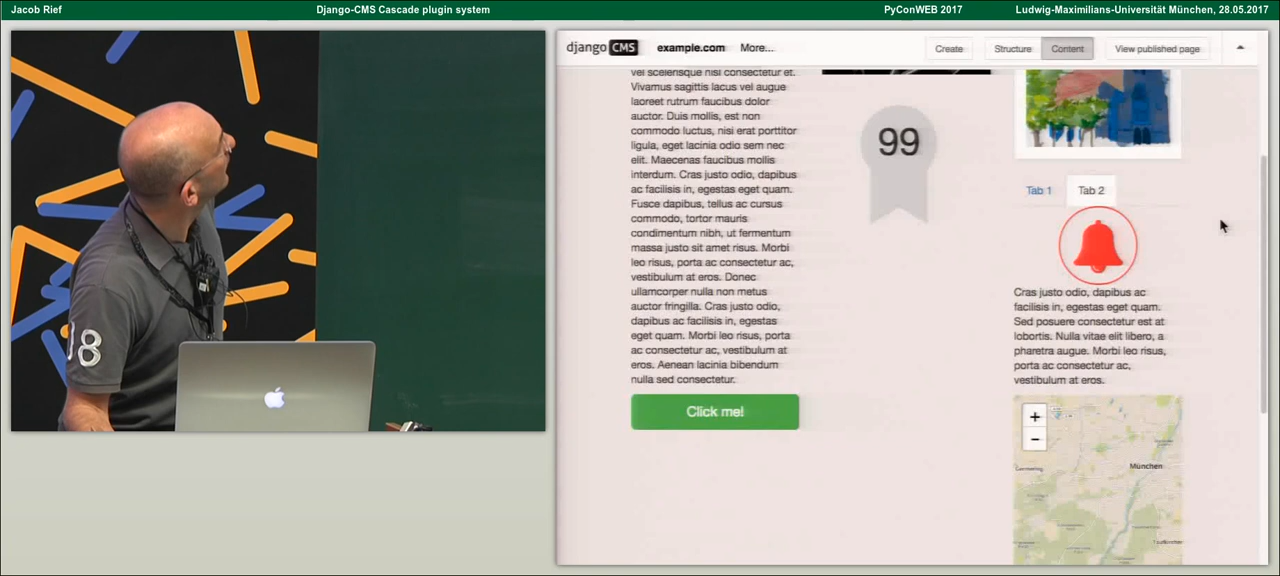 Jacob Rief
Django-CMS Cascade plugin system
PyConWEB 2017
Ludwig-Maximilians-Universität München, 28.05.2017
django CMS
example.com
More...
Create
Structure
Content
View published page
vel scelerisque nisl consectetur et.
Vivamus sagittis lacus vel augue
laoreet rutrum faucibus dolor
auctor. Duis mollis, est non
commodo luctus, nisi erat porttitor
ligula, eget lacinia odio sem nec
elit. Maecenas faucibus mollis
interdum. Cras justo odio, dapibus
ac facilisis in, egestas eget quam.
Fusce dapibus, tellus ac cursus
commodo, tortor mauris
condimentum nibh, ut fermentum
massa justo sit amet risus. Morbi
leo risus, porta ac consectetur ac,
vestibulum at eros. Donec
ullamcorper nulla non metus
auctor fringilla. Cras justo odio,
dapibus ac facilisis in, egestas
eget quam. Morbi leo risus, porta
ac consectetur ac, vestibulum at
eros. Aenean lacinia bibendum
nulla sed consectetur.
Click me!
99
Tab 1
Tab 2
Cras justo odio, dapibus ac
facilisis in, egestas eget quam.
Sed posuere consectetur est at
lobortis. Nulla vitae elit libero, a
pharetra augue. Morbi leo risus,
porta ac consectetur ac,
vestibulum at eros.
+
−
München
8